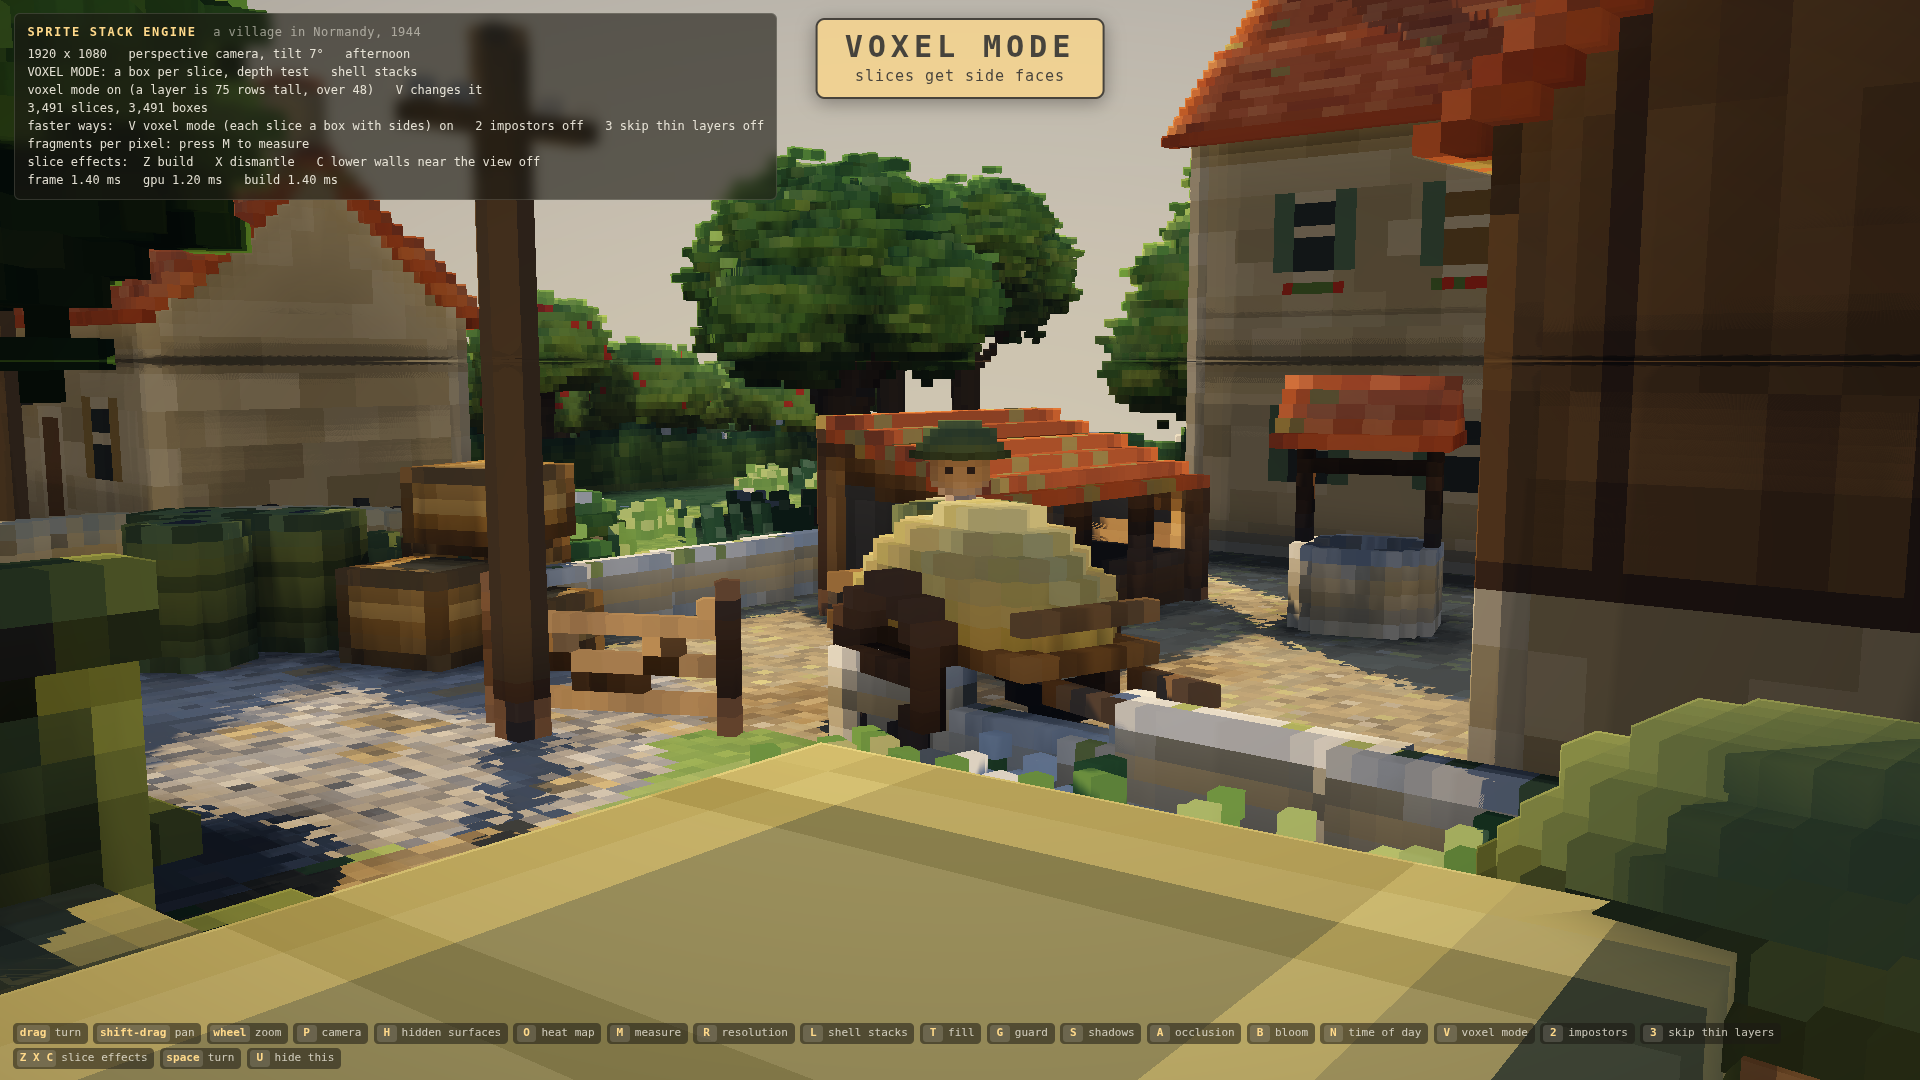 SPRITE STACK ENGINE a village in Normandy, 1944
1920 x 1080 perspective camera, tilt 7° afternoon
VOXEL MODE: a box per slice, depth test shell stacks
voxel mode on (a layer is 75 rows tall, over 48) V changes it
3,491 slices, 3,491 boxes
faster ways: V voxel mode (each slice a box with sides) on 2 impostors off 3 skip thin layers off
fragments per pixel: press M to measure
slice effects: Z build X dismantle C lower walls near the view off
frame 1.40 ms gpu 1.20 ms build 1.40 ms
VOXEL MODE
slices get side faces
drag turn shift-drag pan wheel zoom P camera H hidden surfaces O heat map M measure R resolution L shell stacks T fill G guard S shadows A occlusion B bloom N time of day V voxel mode 2 impostors 3 skip thin layers
Z X C slice effects space turn U hide this